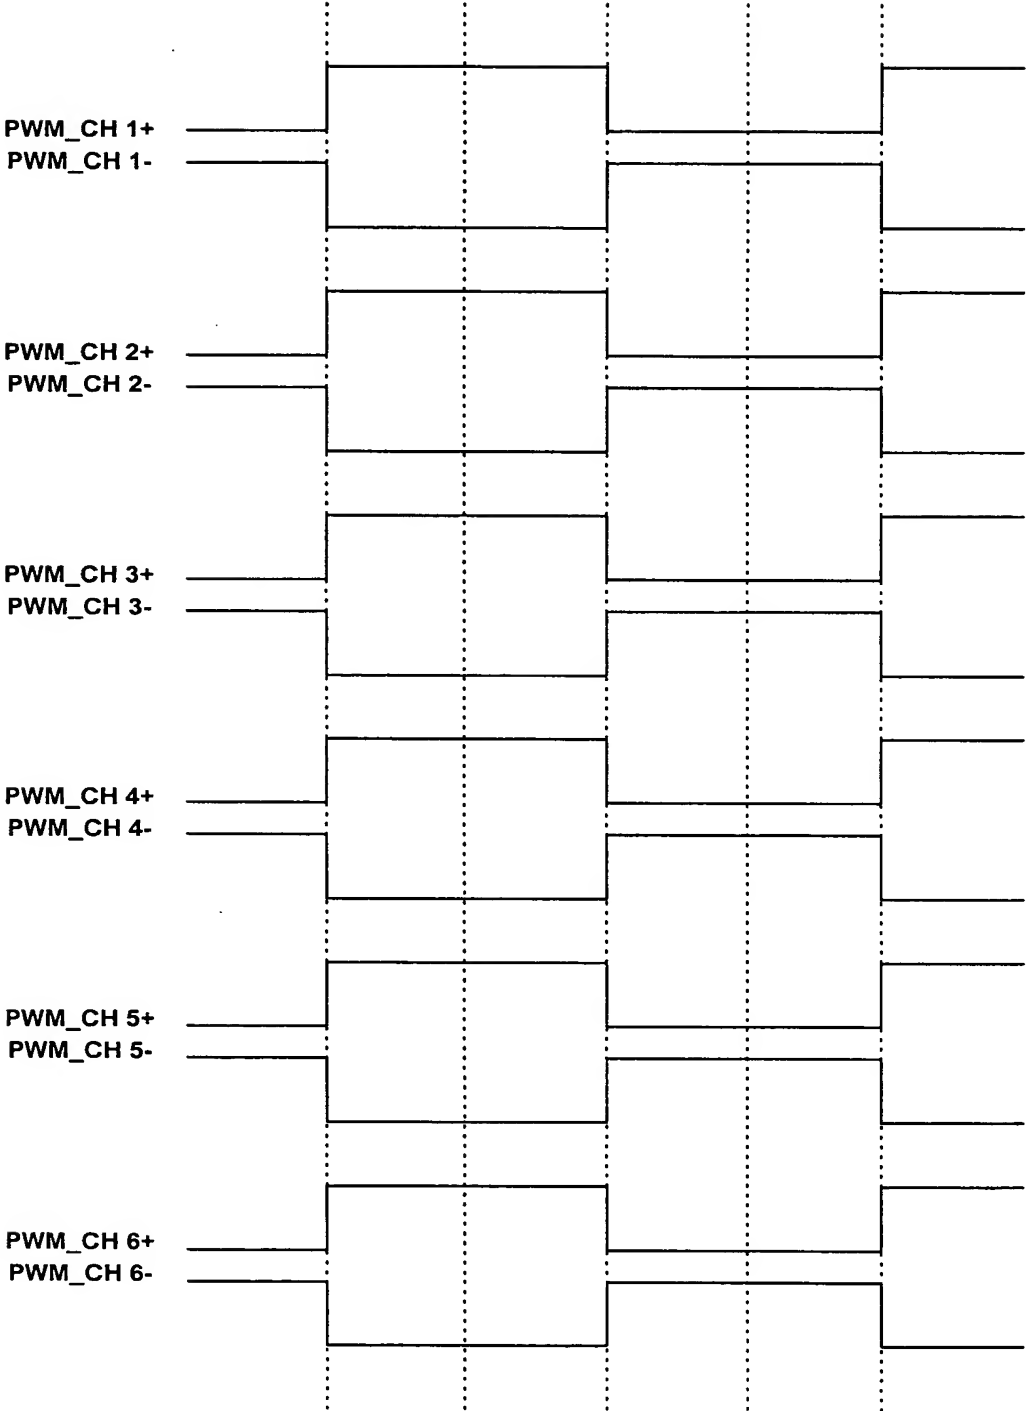 PWM_CH 1+
PWM_CH 1-
PWM_CH 2+
PWM_CH 2-
PWM_CH 3+
PWM_CH 3-
PWM_CH 4+
PWM_CH 4-
PWM_CH 5+
PWM_CH 5-
PWM_CH 6+
PWM_CH 6-